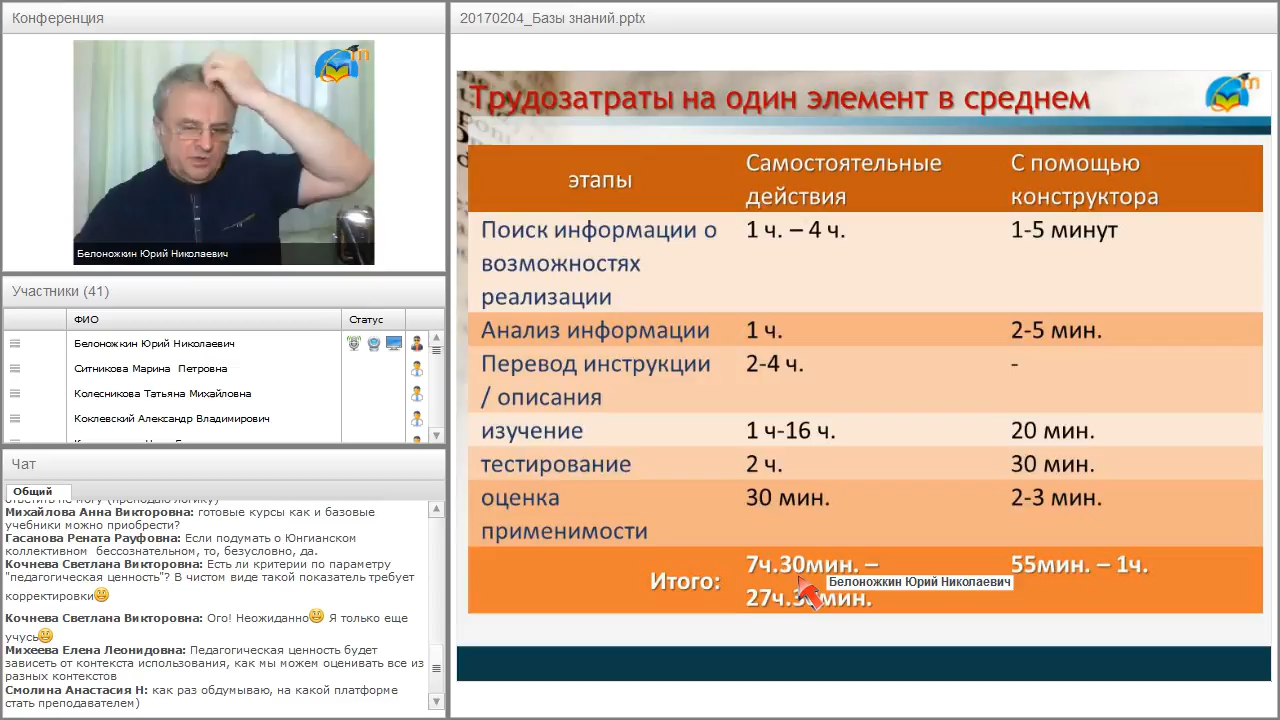 Конференция
Белоножкин Юрий Николаевич
Участники (41)
ФИО
Статус
Белоножкин Юрий Николаевич
Ситникова Марина Петровна
Колесникова Татьяна Михайловна
Коклевский Александр Владимирович
Чат
Общий
ответить не могу (преподаю логику)
Михайлова Анна Викторовна: готовые курсы как и базовые
учебники можно приобрести?
Гасанова Рената Рауфовна: Если подумать о Юнгианском
коллективном бессознательном, то, безусловно, да.
Кочнева Светлана Викторовна: Есть ли критерии по параметру
"педагогическая ценность"? В чистом виде такой показатель требует
корректировки
Кочнева Светлана Викторовна: Ого! Неожиданно Я только еще
учусь
Михеева Елена Леонидовна: Педагогическая ценность будет
зависеть от контекста использования, как мы можем оценивать все из
разных контекстов
Смолина Анастасия Н: как раз обдумываю, на какой платформе
стать преподавателем)
20170204_Базы знаний.pptx
Трудозатраты на один элемент в среднем
этапы
Самостоятельные
действия
С помощью
конструктора
Поиск информации о
возможностях
реализации
1 ч. – 4 ч.
1-5 минут
Анализ информации
1 ч.
2-5 мин.
Перевод инструкции
/ описания
2-4 ч.
-
изучение
1 ч-16 ч.
20 мин.
тестирование
2 ч.
30 мин.
оценка
применимости
30 мин.
2-3 мин.
Итого:
7ч.30мин. –
27ч.30мин.
55мин. – 1ч.
Белоножкин Юрий Николаевич